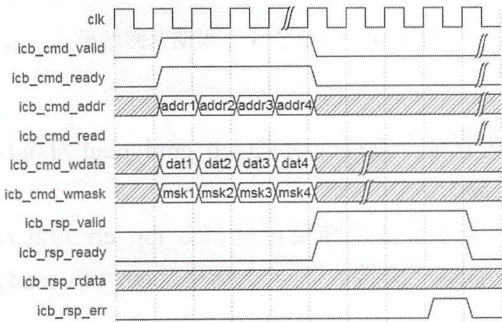 clk
icb_cmd_valid
icb_cmd_ready
icb_cmd_addr addr1 addr2 addr3 addr4
icb_cmd_read
icb_cmd_wdata dat1 dat2 dat3 dat4
icb_cmd_wmask msk1 msk2 msk3 msk4
icb_rsp_valid
icb_rsp_ready
icb_rsp_rdata
icb_rsp_err